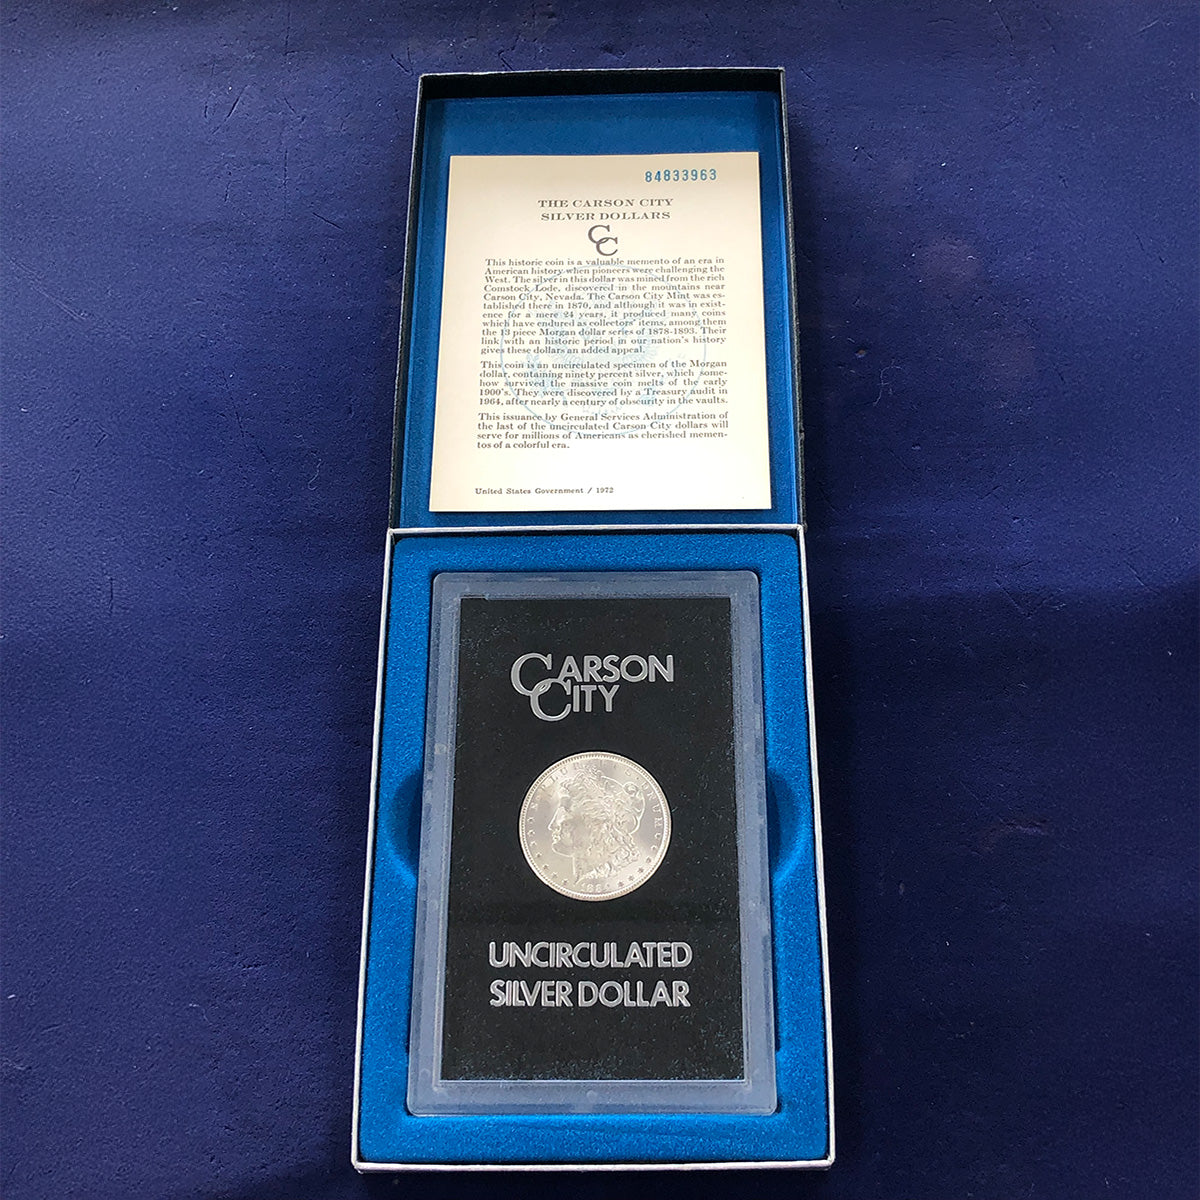 84833963
THE CARSON CITY
SILVER DOLLARS
CC
This historic coin is a valuable memento of an era in
American history when pioneers were challenging the
West. The silver in this dollar was mined from the rich
Comstock Lode, discovered in the mountains near
Carson City, Nevada. The Carson City Mint was es-
tablished there in 1870, and although it was in exist-
ence for a mere 24 years, it produced many coins
which have endured as collectors' items, among them
the 13 piece Morgan dollar series of 1878-1893. Their
link with an historic period in our nation's history
gives these dollars an added appeal.
This coin is an uncirculated specimen of the Morgan
dollar, containing ninety percent silver, which some-
how survived the massive coin melts of the early
1900's. They were discovered by a Treasury audit in
1964, after nearly a century of obscurity in the vaults.
This issuance by General Services Administration of
the last of the uncirculated Carson City dollars will
serve for millions of Americans as cherished memen-
tos of a colorful era.
United States Government / 1972
CARSON
CITY
UNUM
1884
UNCIRCULATED
SILVER DOLLAR